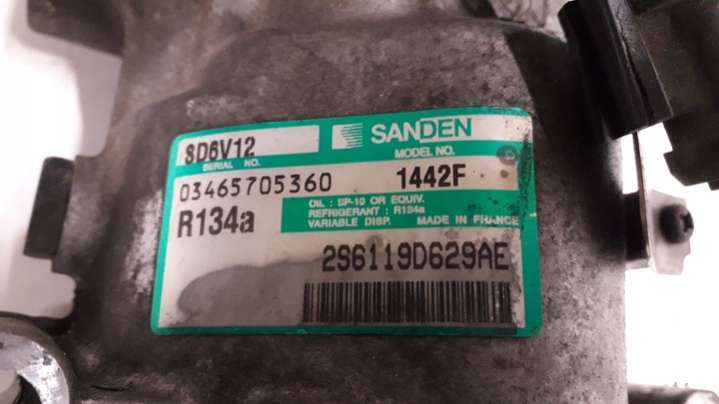 SD6V12
SANDEN
SERIAL NO.
MODEL NO.
03465705360
1442F
R134a
OIL : SP-10 OR EQUIV.
REFRIGERANT : R134a
VARIABLE DISP. MADE IN FRANCE
2S6119D629AE